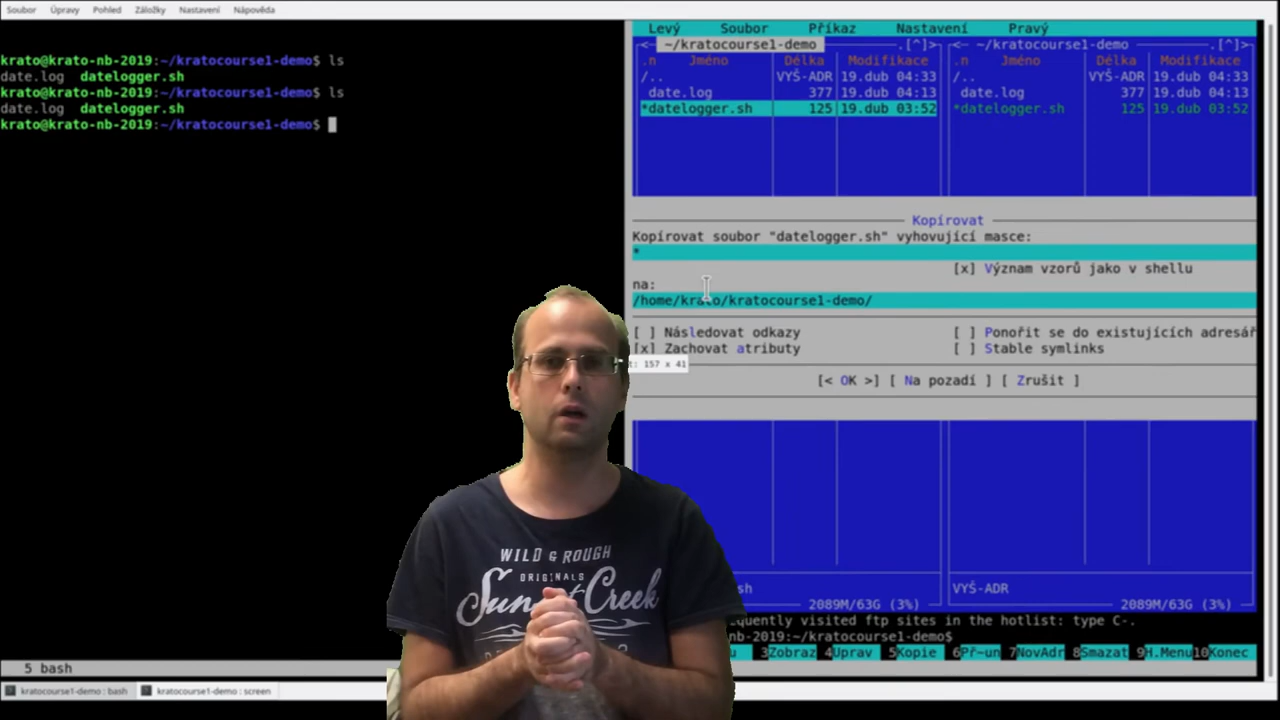 Soubor Úpravy Pohled Záložky Nastavení Nápověda
krato@krato-nb-2019:~/kratocourse1-demo$ ls
date.log datelogger.sh
krato@krato-nb-2019:~/kratocourse1-demo$ ls
date.log datelogger.sh
krato@krato-nb-2019:~/kratocourse1-demo$
Levý Soubor Příkaz Nastavení Pravý
<- ~/kratocourse1-demo .[^]> <- ~/kratocourse1-demo .[^]>
.n Jméno Délka Modifikace .n Jméno Délka Modifikace
/.. VYŠ-ADR 19.dub 04:33 /.. VYŠ-ADR 19.dub 04:33
date.log 377 19.dub 04:13 date.log 377 19.dub 04:13
*datelogger.sh 125 19.dub 03:52 *datelogger.sh 125 19.dub 03:52
Kopírovat
Kopírovat soubor "datelogger.sh" vyhovující masce:
*
[x] Význam vzorů jako v shellu
na:
/home/krato/kratocourse1-demo/
[ ] Následovat odkazy [ ] Ponořit se do existujících adresář
[x] Zachovat atributy [ ] Stable symlinks
: 157 x 41
[< OK >] [ Na pozadí ] [ Zrušit ]
WILD & ROUGH
ORIGINALS
Creek
sh VYŠ-ADR
2089M/63G (3%) 2089M/63G (3%)
equently visited ftp sites in the hotlist: type C-.
nb-2019:~/kratocourse1-demo$
u 3Zobraz 4Uprav 5Kopie 6Př~un 7NovAdr 8Smazat 9H.Menu 10Konec
5 bash
kratocourse1-demo : bash kratocourse1-demo : screen